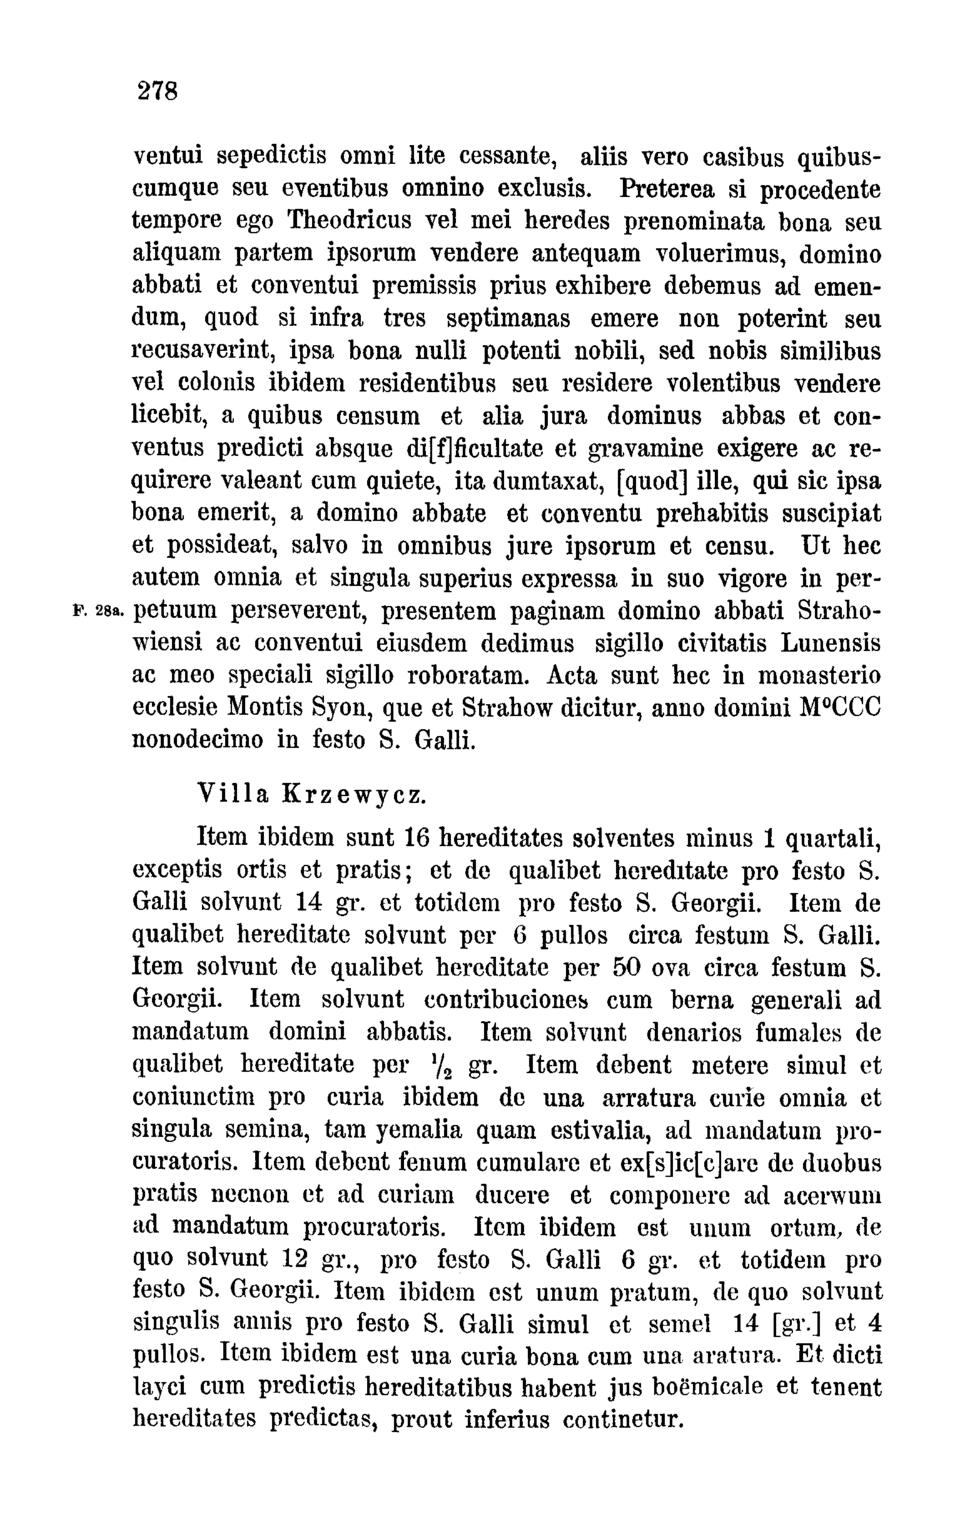 278
ventui sepedictis omni lite cessante, aliis vero casibus quibus-
cumque seu eventibus omnino exclusis. Preterea si procedente
tempore ego Theodricus vel mei heredes prenominata bona seu
aliquam partem ipsorum vendere antequam voluerimus, domino
abbati et conventui premissis prius exhibere debemus ad emen-
dum, quod si infra tres septimanas emere non poterint seu
recusaverint, ipsa bona nulli potenti nobili, sed nobis similibus
vel colonis ibidem residentibus seu residere volentibus vendere
licebit, a quibus censum et alia jura dominus abbas et con-
ventus predicti absque di[f]ficultate et gravamine exigere ac re-
quirere valeant cum quiete, ita dumtaxat, [quod] ille, qui sic ipsa
bona emerit, a domino abbate et conventu prehabitis suscipiat
et possideat, salvo in omnibus jure ipsorum et censu. Ut hec
autem omnia et singula superius expressa in suo vigore in per-
F. 28a. petuum perseverent, presentem paginam domino abbati Straho-
wiensi ac conventui eiusdem dedimus sigillo civitatis Lunensis
ac meo speciali sigillo roboratam. Acta sunt hec in monasterio
ecclesie Montis Syon, que et Strahow dicitur, anno domini MºCCC
nonodecimo in festo S. Galli.
Villa Krzewycz.
Item ibidem sunt 16 hereditates solventes minus 1 quartali,
exceptis ortis et pratis; et de qualibet hereditate pro festo S.
Galli solvunt 14 gr. et totidem pro festo S. Georgii. Item de
qualibet hereditate solvunt per 6 pullos circa festum S. Galli.
Item solvunt de qualibet hereditate per 50 ova circa festum S.
Georgii. Item solvunt contribuciones cum berna generali ad
mandatum domini abbatis. Item solvunt denarios fumales de
qualibet hereditate per ½ gr. Item debent metere simul et
coniunctim pro curia ibidem de una arratura curie omnia et
singula semina, tam yemalia quam estivalia, ad mandatum pro-
curatoris. Item debent fenum cumulare et ex[s]ic[c]are de duobus
pratis necnon et ad curiam ducere et componere ad acerwum
ad mandatum procuratoris. Item ibidem est unum ortum, de
quo solvunt 12 gr., pro festo S. Galli 6 gr. et totidem pro
festo S. Georgii. Item ibidem est unum pratum, de quo solvunt
singulis annis pro festo S. Galli simul et semel 14 [gr.] et 4
pullos. Item ibidem est una curia bona cum una aratura. Et dicti
layci cum predictis hereditatibus habent jus boëmicale et tenent
hereditates predictas, prout inferius continetur.